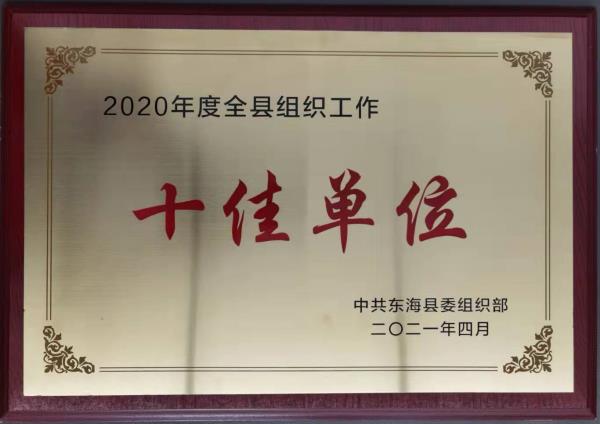 2020年度全县组织工作
十佳单位
中共东海县委组织部
二〇二一年四月